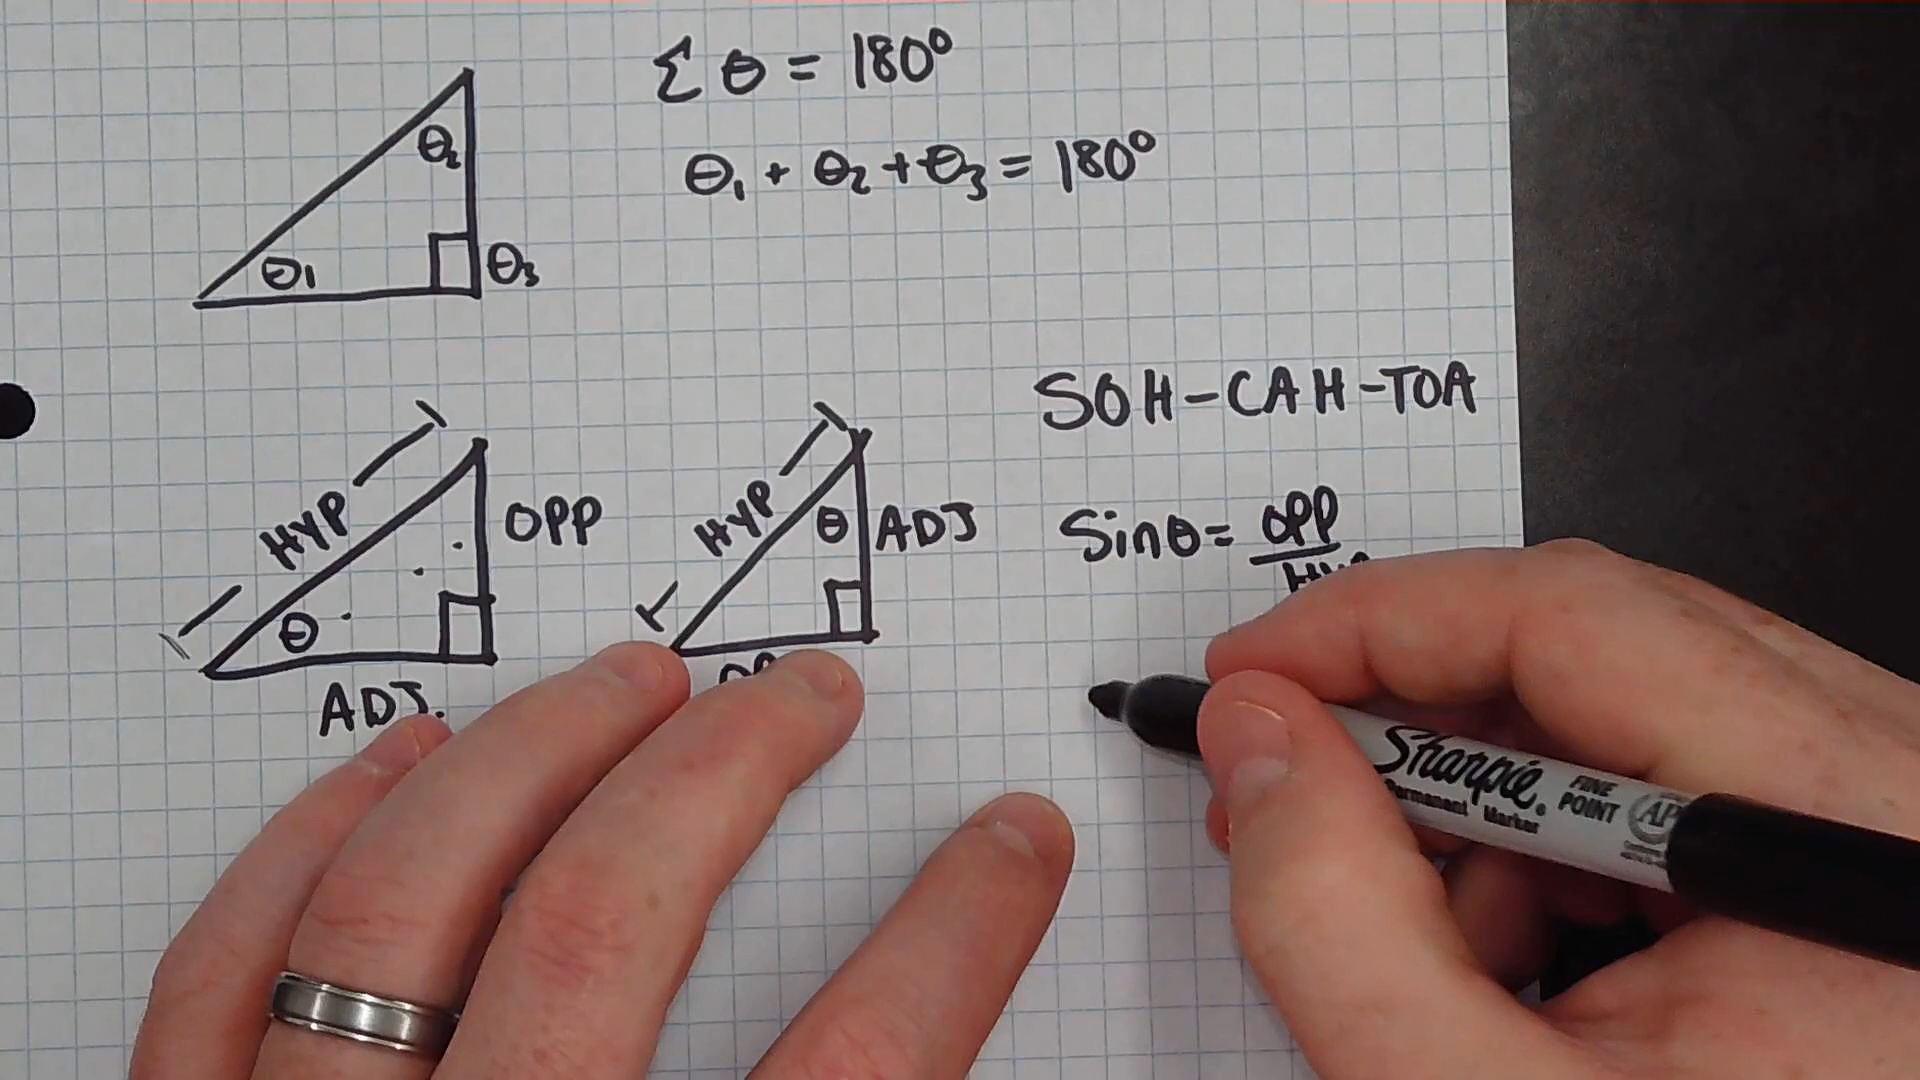 Σ θ = 180°
θ₁ + θ₂ + θ₃ = 180°
θ₂
θ₁
θ₃
SOH-CAH-TOA
HYP
OPP
θ
ADJ.
HYP
θ
ADJ
Sinθ = OPP
Sharpie.
Permanent Marker
FINE
POINT
AP